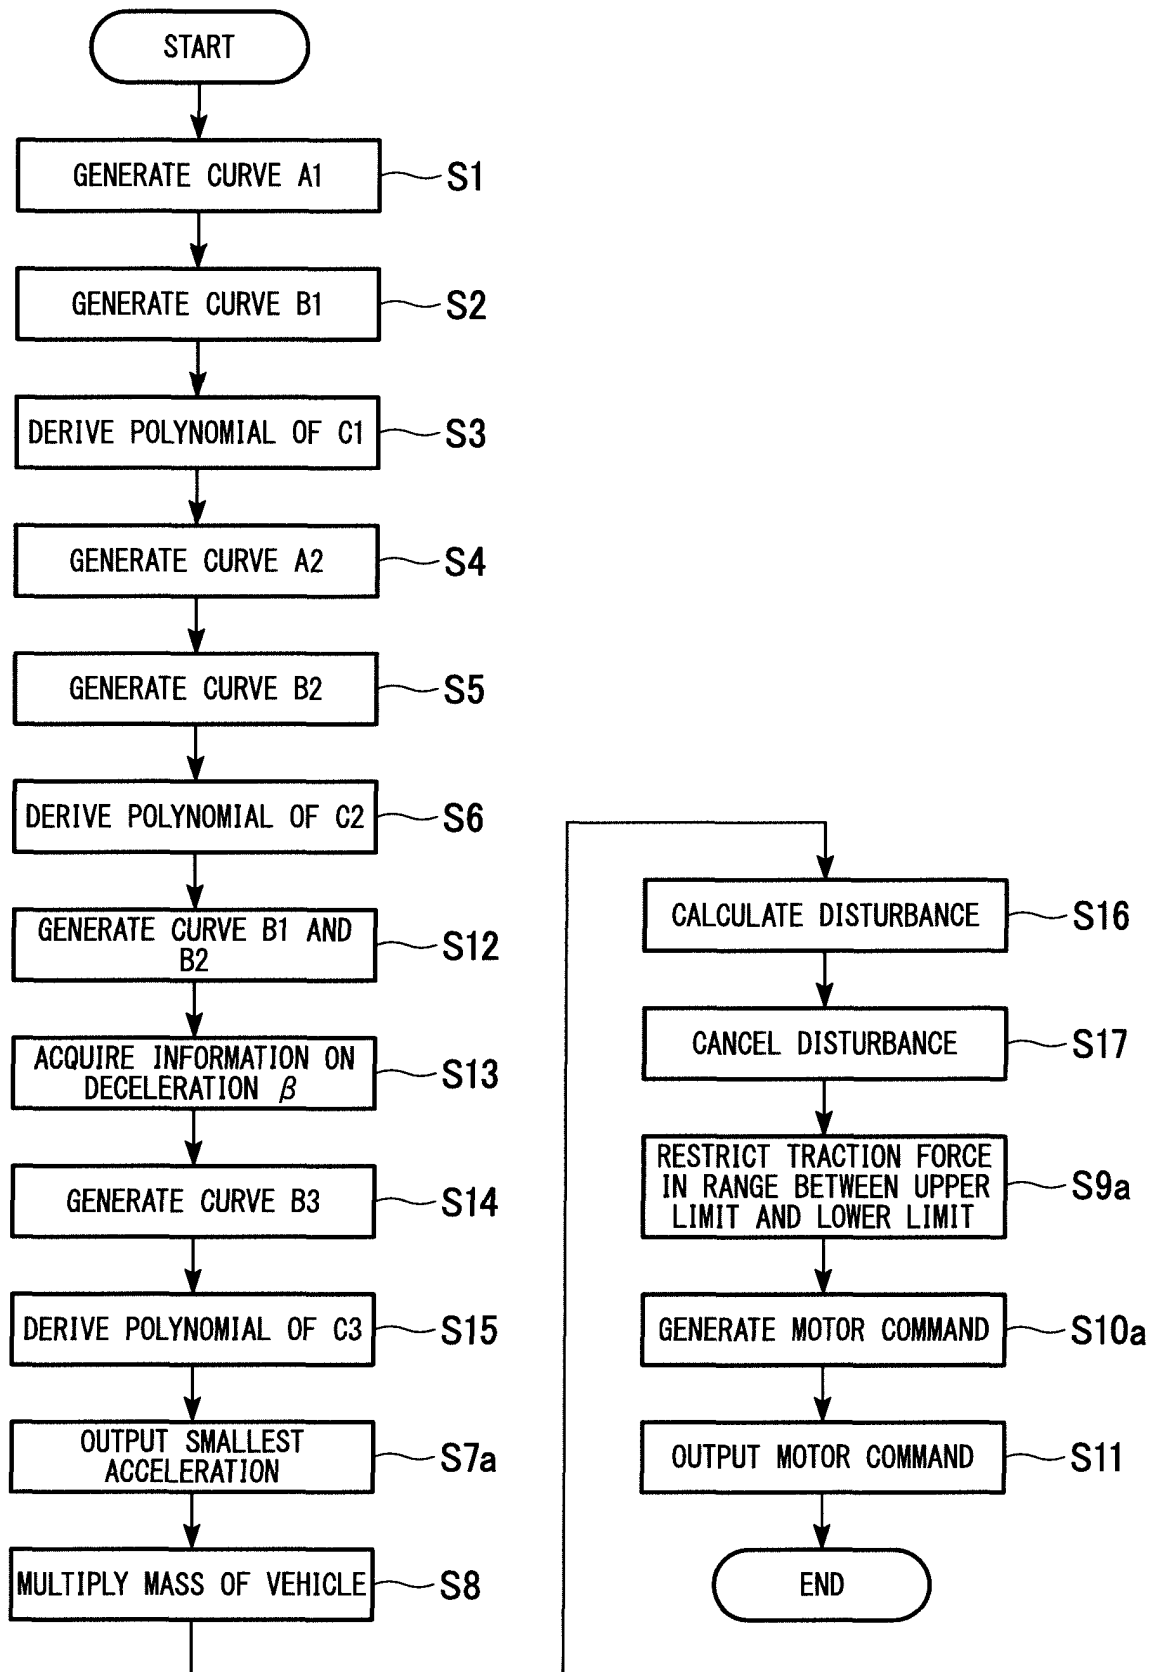 START
GENERATE CURVE A1
S1
GENERATE CURVE B1
S2
DERIVE POLYNOMIAL OF C1
S3
GENERATE CURVE A2
S4
GENERATE CURVE B2
S5
DERIVE POLYNOMIAL OF C2
S6
GENERATE CURVE B1 AND
B2
S12
ACQUIRE INFORMATION ON
DECELERATION β
S13
GENERATE CURVE B3
S14
DERIVE POLYNOMIAL OF C3
S15
OUTPUT SMALLEST
ACCELERATION
S7a
MULTIPLY MASS OF VEHICLE
S8
CALCULATE DISTURBANCE
S16
CANCEL DISTURBANCE
S17
RESTRICT TRACTION FORCE
IN RANGE BETWEEN UPPER
LIMIT AND LOWER LIMIT
S9a
GENERATE MOTOR COMMAND
S10a
OUTPUT MOTOR COMMAND
S11
END